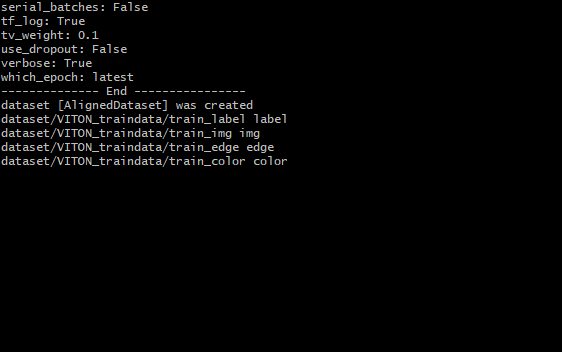 serial_batches: False
tf_log: True
tv_weight: 0.1
use_dropout: False
verbose: True
which_epoch: latest
-------------- End ----------------
dataset [AlignedDataset] was created
dataset/VITON_traindata/train_label label
dataset/VITON_traindata/train_img img
dataset/VITON_traindata/train_edge edge
dataset/VITON_traindata/train_color color